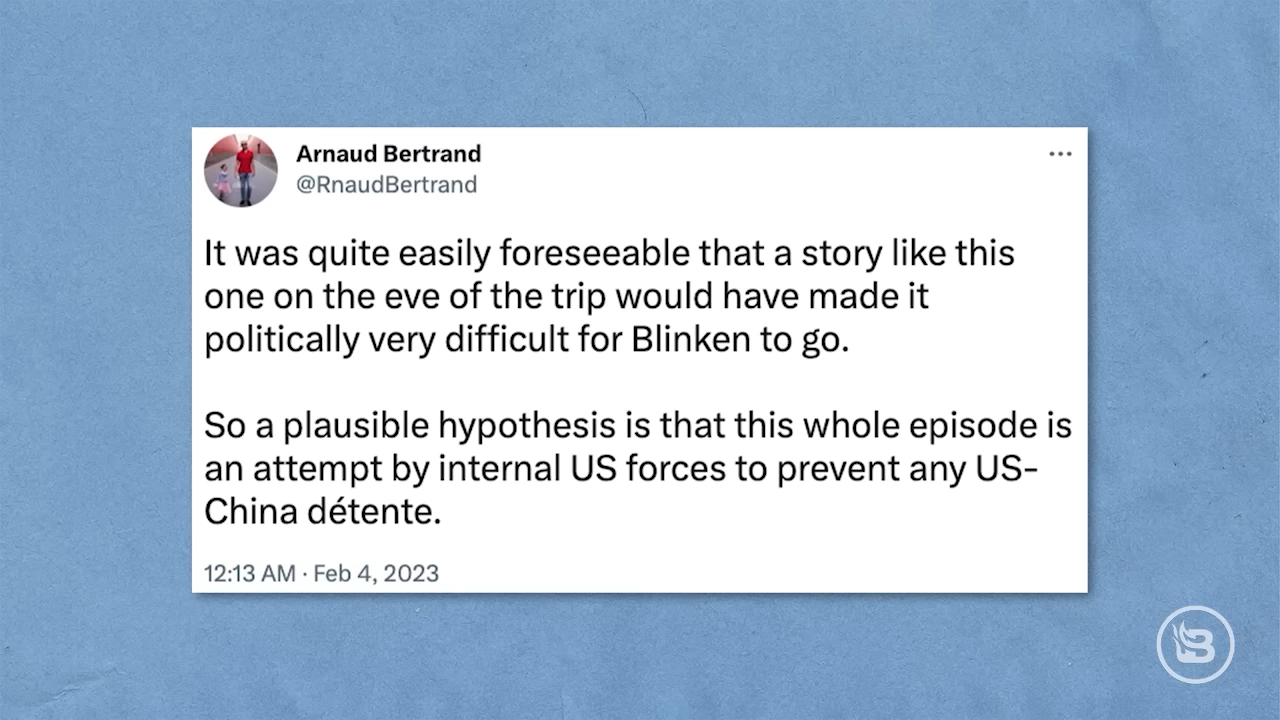 Arnaud Bertrand
@RnaudBertrand
It was quite easily foreseeable that a story like this
one on the eve of the trip would have made it
politically very difficult for Blinken to go.
So a plausible hypothesis is that this whole episode is
an attempt by internal US forces to prevent any US-
China détente.
12:13 AM · Feb 4, 2023
B